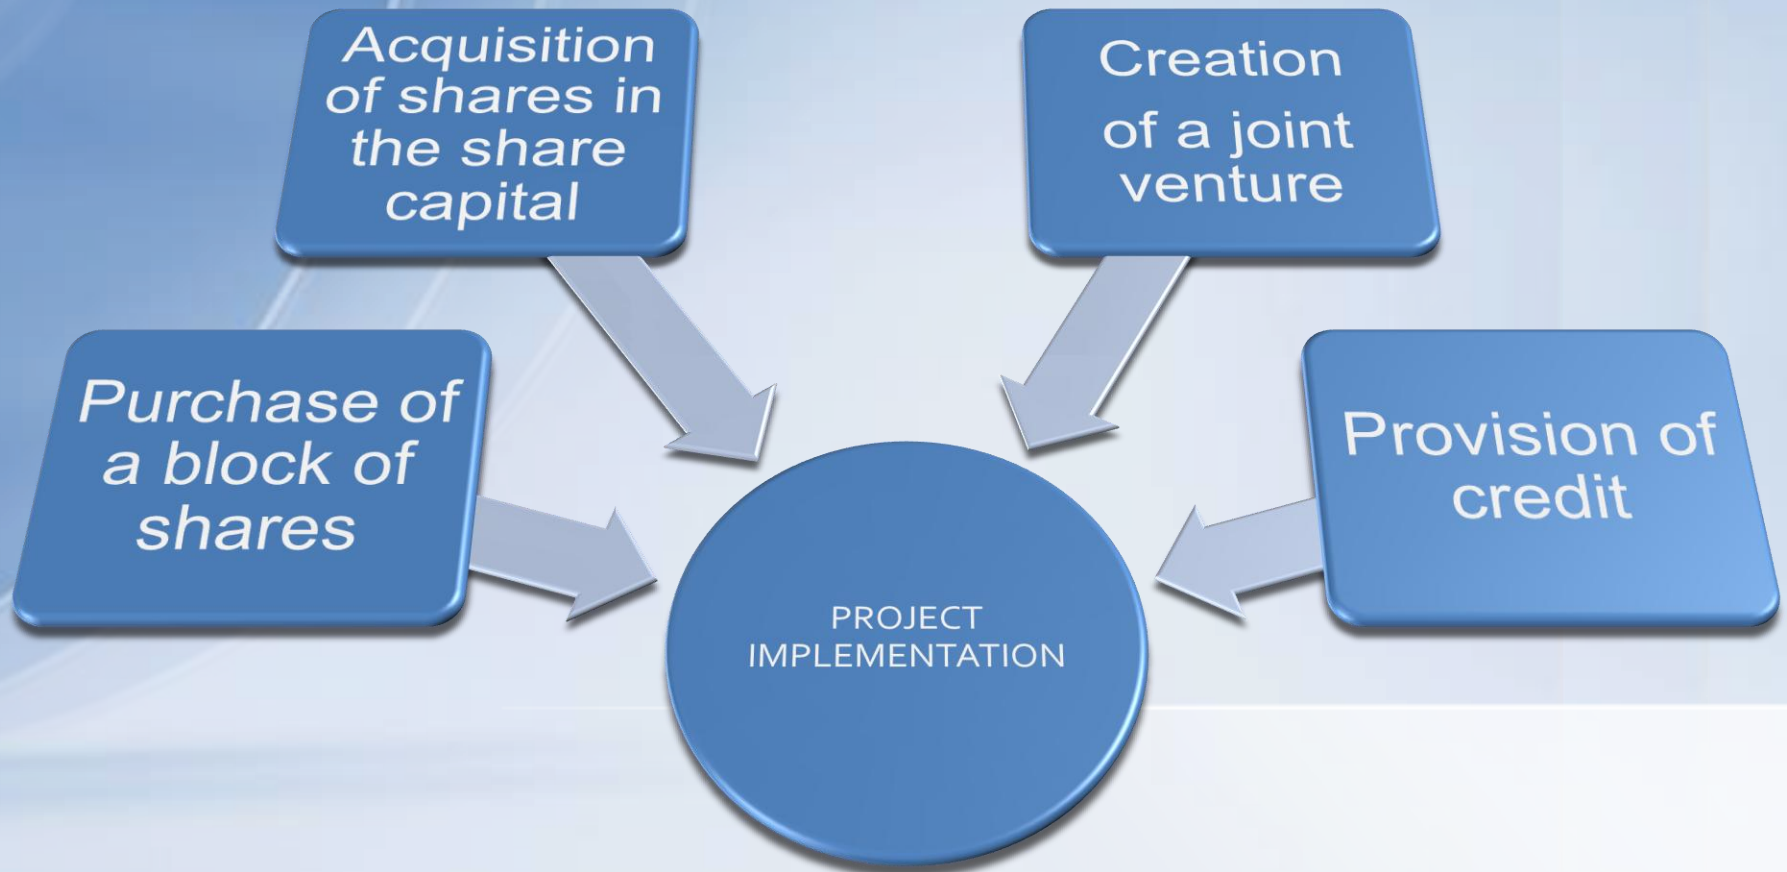 Acquisition
of shares in
the share
capital
Creation
of a joint
venture
Purchase of
a block of
shares
Provision of
credit
PROJECT
IMPLEMENTATION